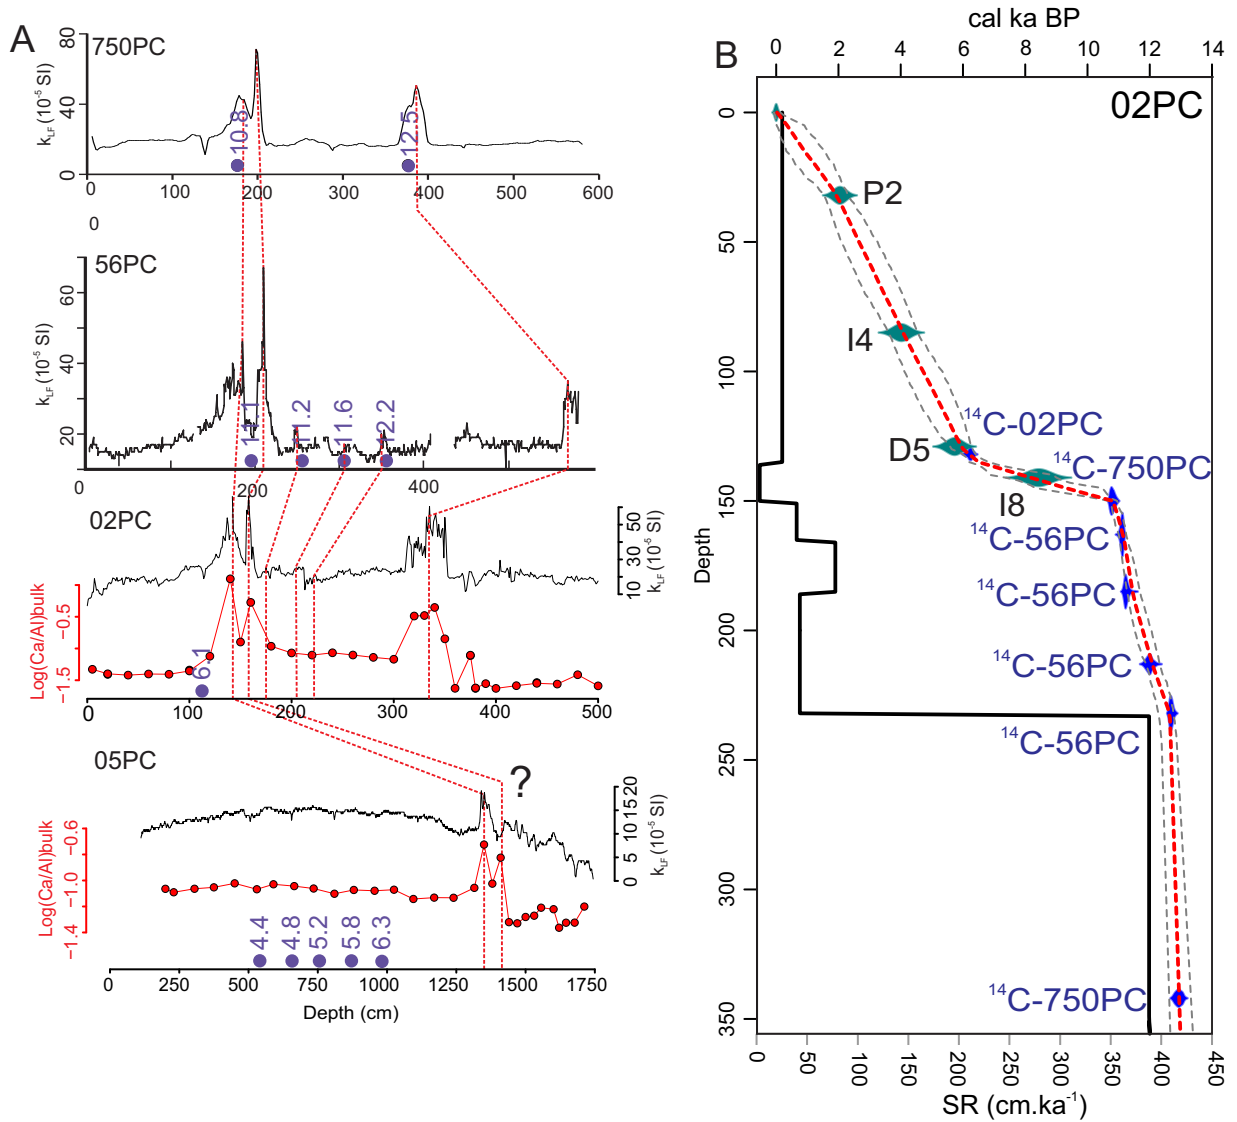 A
750PC
80
40
0
k_LF (10⁻⁵ SI)
10.8
12.5
0 100 200 300 400 500 600
0
56PC
60
40
20
k_LF (10⁻⁵ SI)
11.1
11.2
11.6
12.2
200 400
02PC
50
30
10
k_LF (10⁻⁵ SI)
−0.5
−1.5
Log(Ca/Al)bulk
6.1
0 100 200 300 400 500
05PC
?
20
15
10
5
0
k_LF (10⁻⁵ SI)
−0.6
−1.0
−1.4
Log(Ca/Al)bulk
4.4
4.8
5.2
5.8
6.3
0 250 500 750 1000 1250 1500 1750
Depth (cm)
B
cal ka BP
0 2 4 6 8 10 12 14
02PC
0
50
100
150
200
250
300
350
Depth
P2
I4
D5
I8
¹⁴C-02PC
¹⁴C-750PC
¹⁴C-56PC
¹⁴C-56PC
¹⁴C-56PC
¹⁴C-56PC
¹⁴C-750PC
0 50 100 150 200 250 300 350 400 450
SR (cm.ka⁻¹)